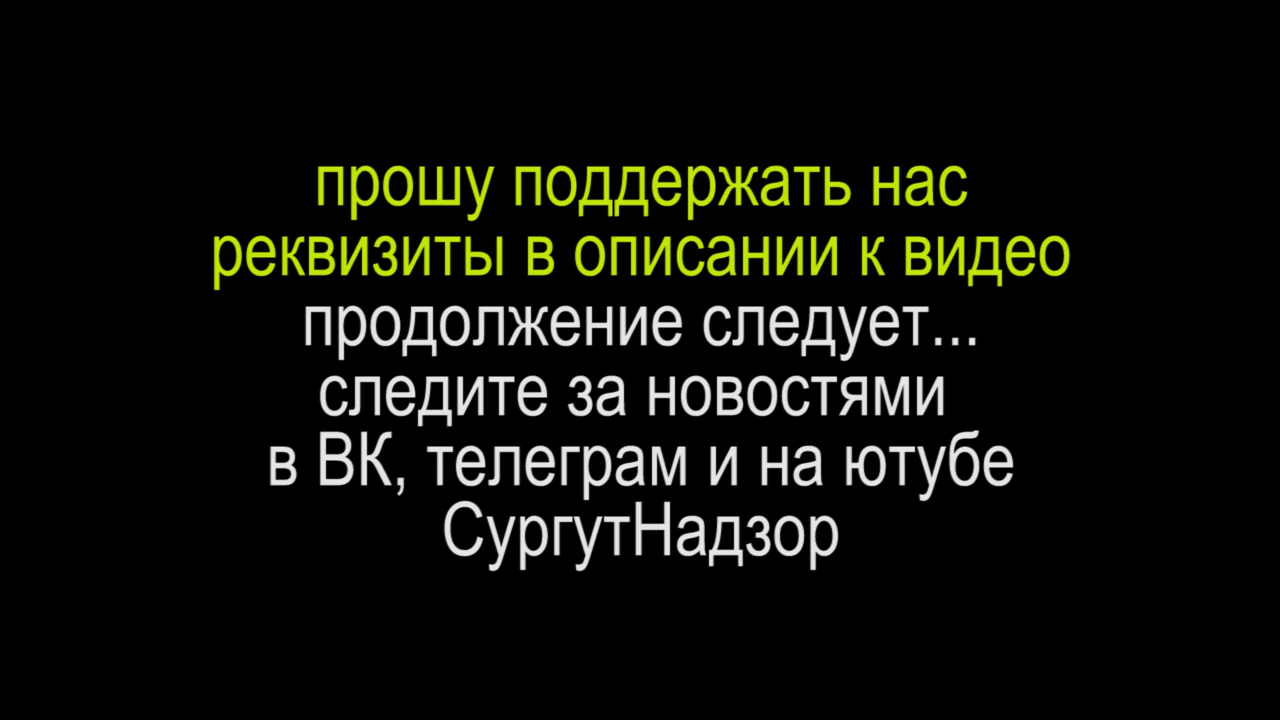 прошу поддержать нас
реквизиты в описании к видео
продолжение следует...
следите за новостями
в ВК, телеграм и на ютубе
СургутНадзор